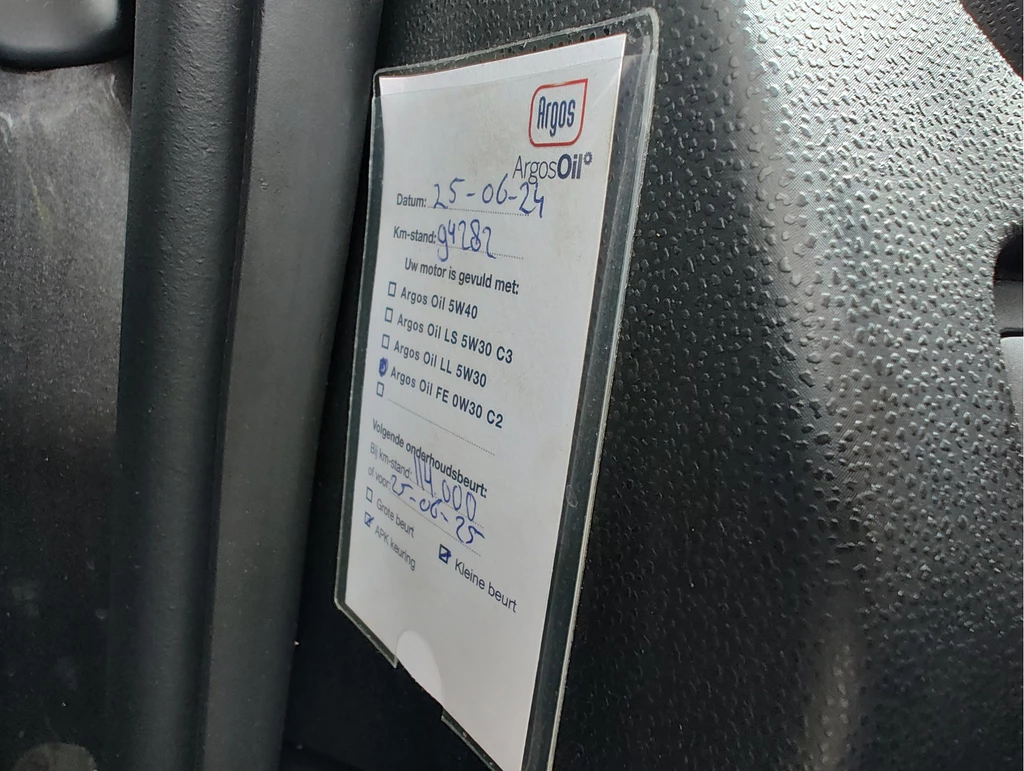 Argos
ArgosOil
Datum: 25-06-24
Km-stand: 94282
Uw motor is gevuld met:
Argos Oil 5W40
Argos Oil LS 5W30 C3
Argos Oil LL 5W30
Argos Oil FE 0W30 C2
Volgende onderhoudsbeurt:
Bij km-stand: 114.000
of voor: 25-06-25
Grote beurt
APK keuring
Kleine beurt